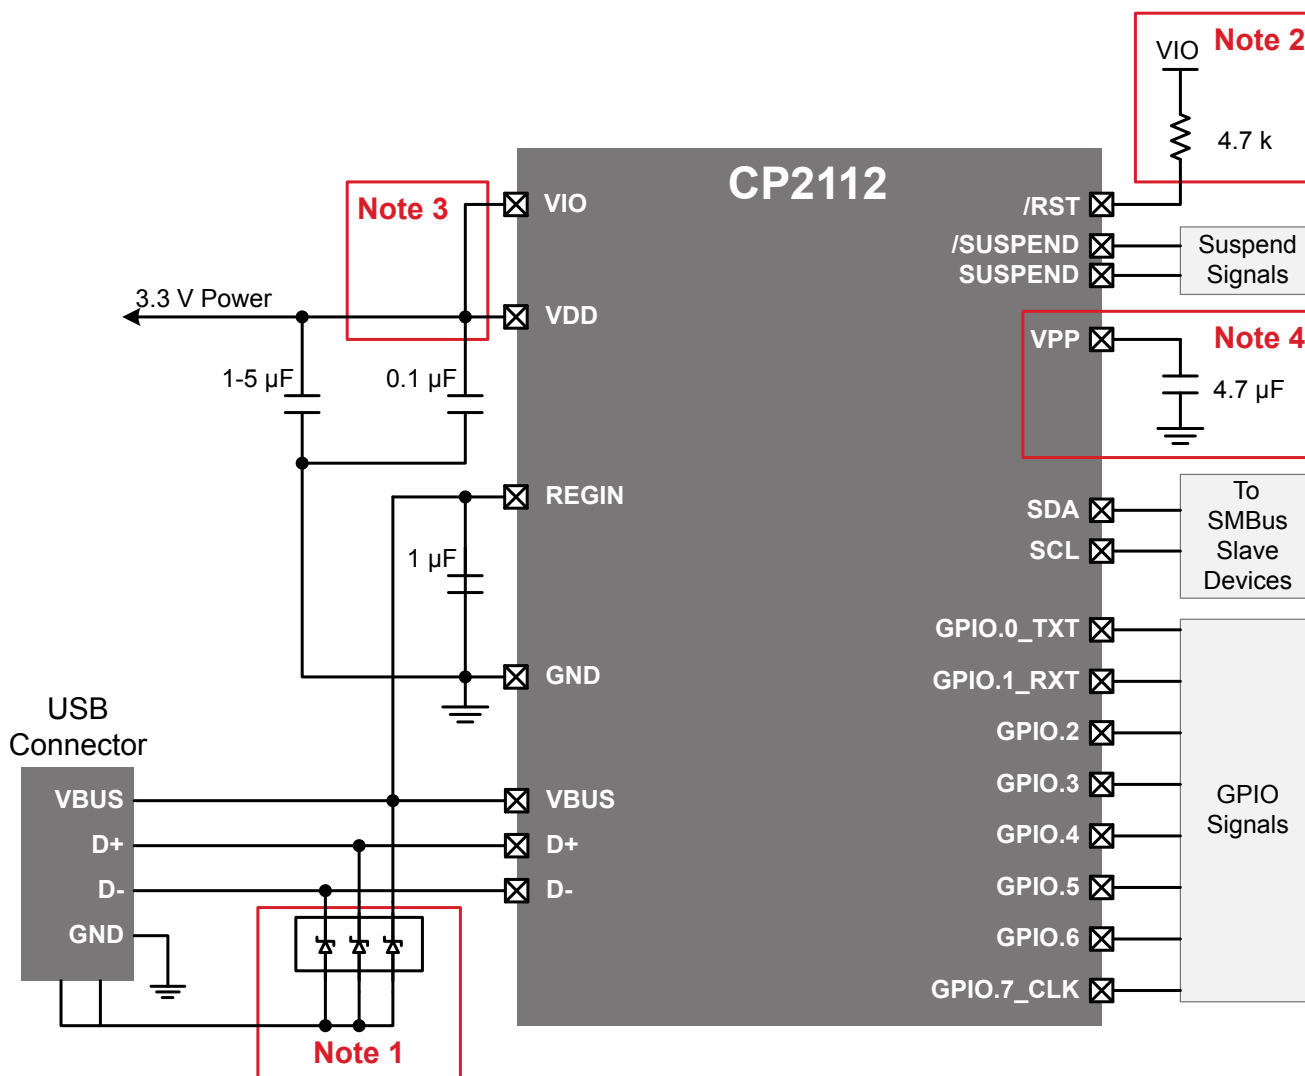 Note 2
VIO
4.7 k
CP2112
Note 3
VIO
/RST
/SUSPEND
SUSPEND
Suspend
Signals
3.3 V Power
VDD
VPP
Note 4
1-5 µF
0.1 µF
4.7 µF
REGIN
SDA
SCL
To
SMBus
Slave
Devices
1 µF
GPIO.0_TXT
GND
GPIO.1_RXT
USB
Connector
GPIO.2
GPIO.3
VBUS
VBUS
GPIO
Signals
D+
D+
GPIO.4
D-
D-
GPIO.5
GND
GPIO.6
GPIO.7_CLK
Note 1